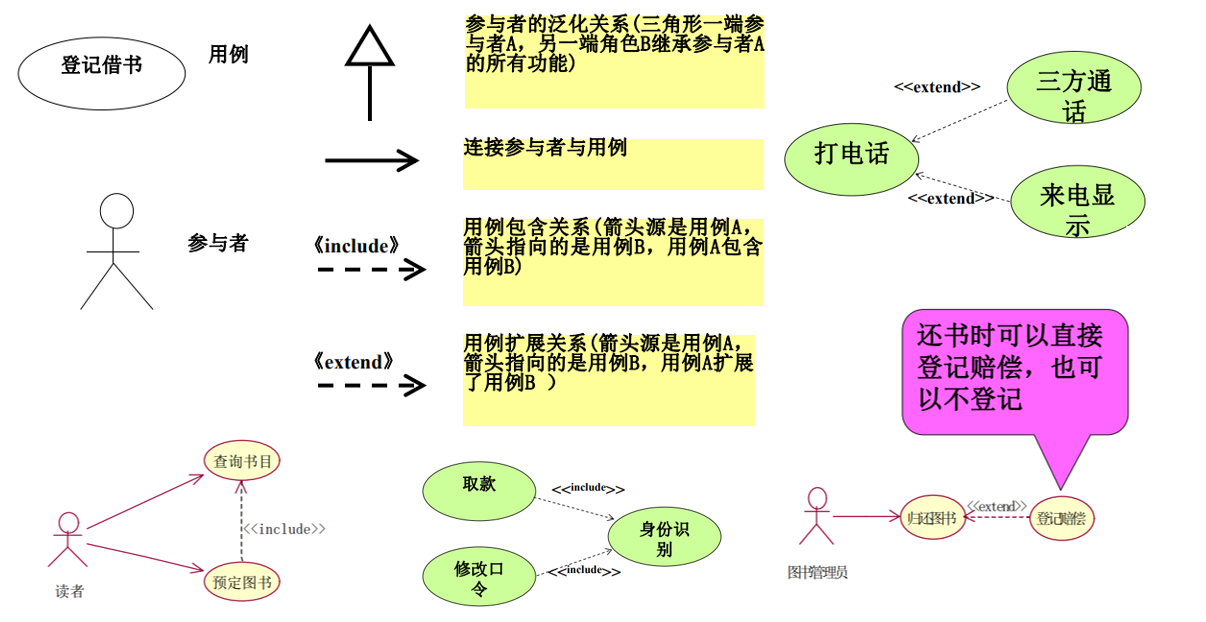 登记借书
用例
参与者的泛化关系(三角形一端参
与者A，另一端角色B继承参与者A
的所有功能)
<<extend>>
三方通
话
打电话
连接参与者与用例
<<extend>>
来电显
示
参与者
《include》
用例包含关系(箭头源是用例A，
箭头指向的是用例B，用例A包含
用例B)
《extend》
用例扩展关系(箭头源是用例A，
箭头指向的是用例B，用例A扩展
了用例B )
还书时可以直接
登记赔偿，也可
以不登记
查询书目
<<include>>
预定图书
读者
取款
<<include>>
身份识
别
修改口
令
<<include>>
归还图书
<<extend>>
登记赔偿
图书管理员